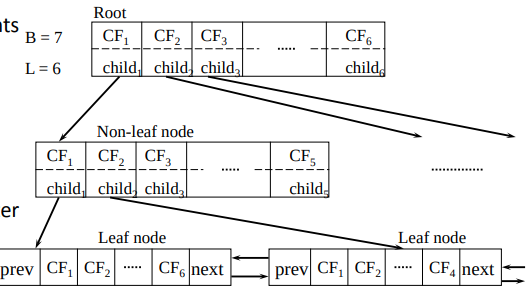 nts
Root
B = 7
L = 6
CF₁ CF₂ CF₃ ..... CF₆
child₁ child₂ child₃ child₆
Non-leaf node
CF₁ CF₂ CF₃ ..... CF₅
child₁ child₂ child₃ child₅
er
Leaf node Leaf node
prev CF₁ CF₂ ..... CF₆ next prev CF₁ CF₂ ..... CF₄ next